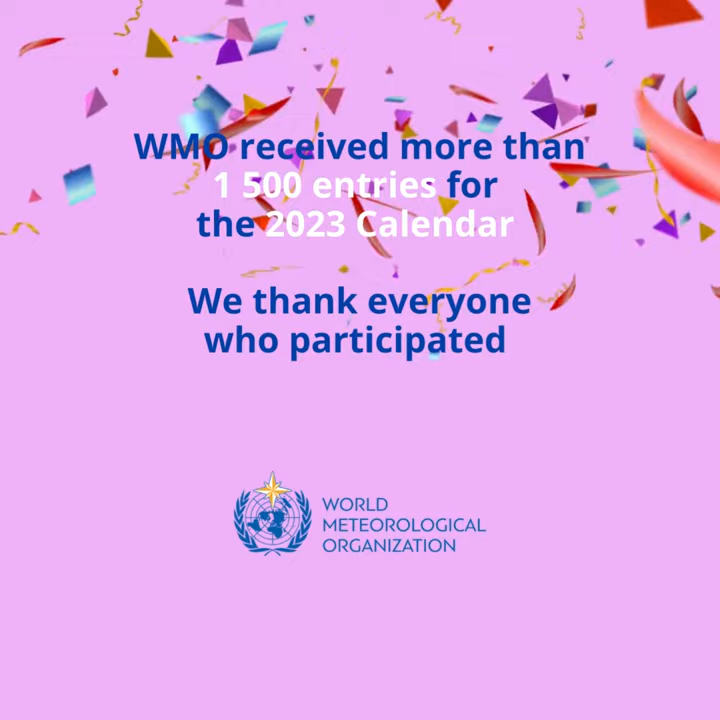 WMO received more than
1 500 entries for
the 2023 Calendar
We thank everyone
who participated
WORLD
METEOROLOGICAL
ORGANIZATION